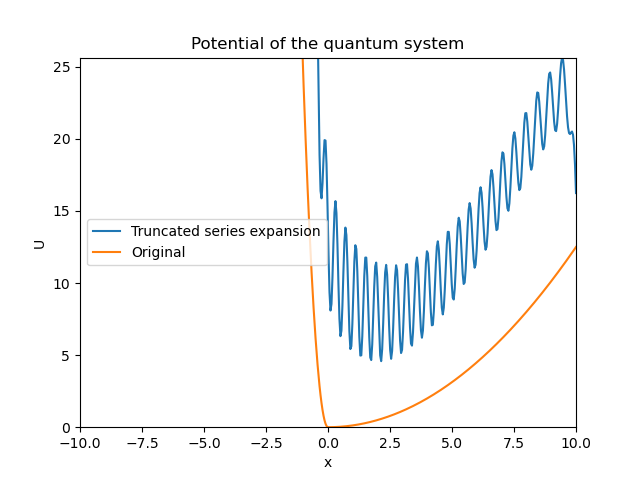 Potential of the quantum system
25
20
15
10
5
0
U
Truncated series expansion
Original
−10.0 −7.5 −5.0 −2.5 0.0 2.5 5.0 7.5 10.0
x